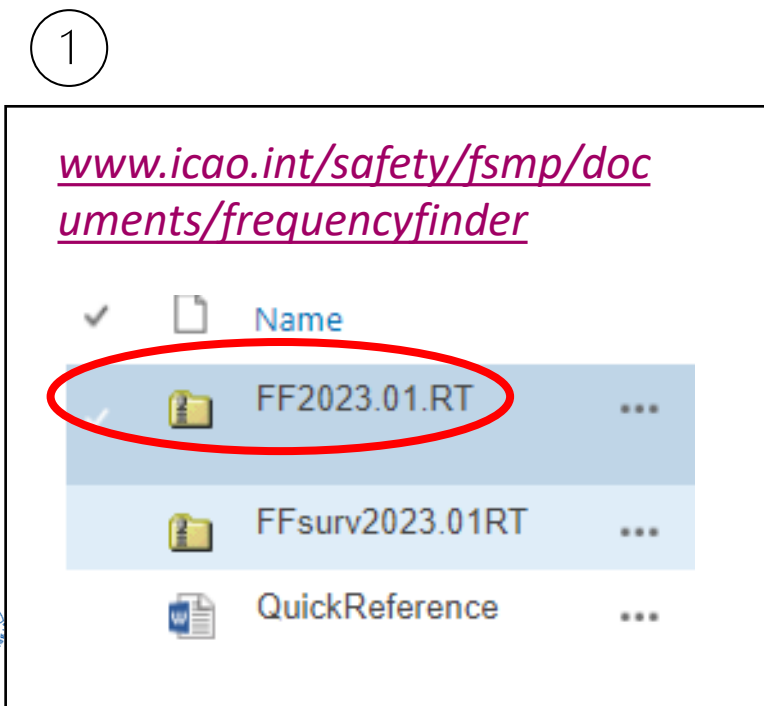 1
www.icao.int/safety/fsmp/doc
uments/frequencyfinder
Name
FF2023.01.RT
FFsurv2023.01RT
QuickReference